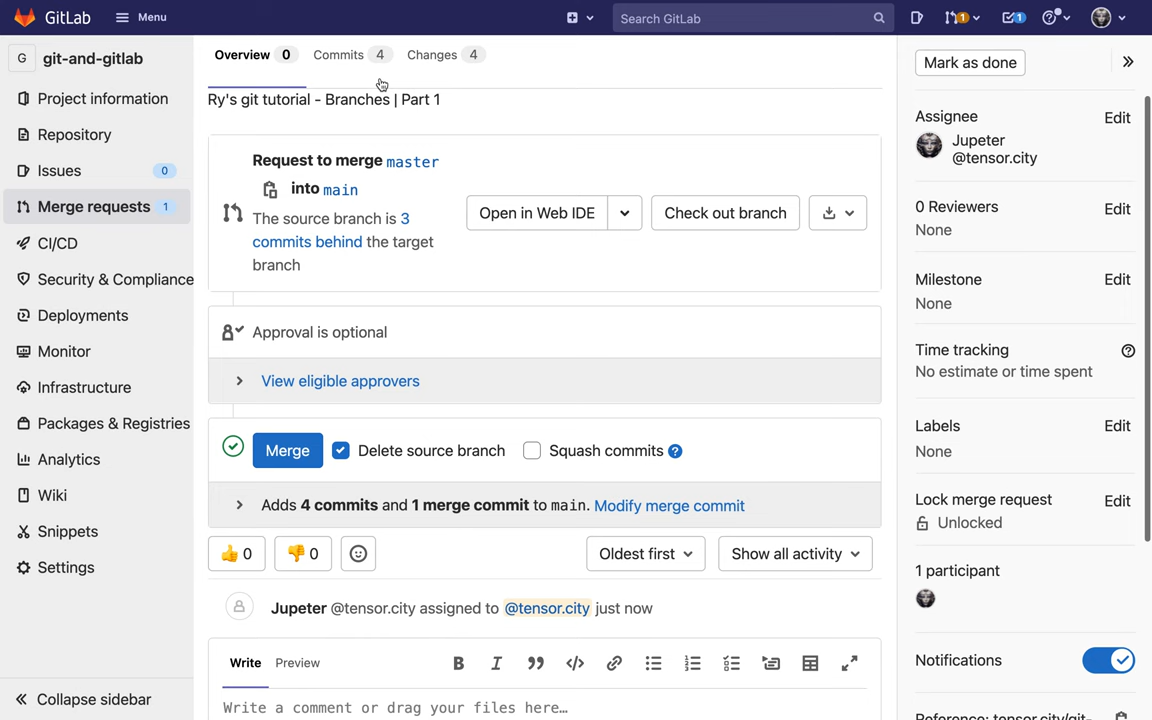 GitLab
Menu
Search GitLab
1
1
G
git-and-gitlab
Project information
Repository
Issues
0
Merge requests
1
CI/CD
Security & Compliance
Deployments
Monitor
Infrastructure
Packages & Registries
Analytics
Wiki
Snippets
Settings
Collapse sidebar
Overview 0
Commits 4
Changes 4
Ry's git tutorial - Branches | Part 1
Request to merge master
into main
The source branch is 3
commits behind the target
branch
Open in Web IDE
Check out branch
Approval is optional
View eligible approvers
Merge
Delete source branch
Squash commits
Adds 4 commits and 1 merge commit to main. Modify merge commit
0
0
Oldest first
Show all activity
Jupeter @tensor.city assigned to @tensor.city just now
Write
Preview
Write a comment or drag your files here…
Mark as done
Assignee
Edit
Jupeter
@tensor.city
0 Reviewers
Edit
None
Milestone
Edit
None
Time tracking
No estimate or time spent
Labels
Edit
None
Lock merge request
Edit
Unlocked
1 participant
Notifications
Reference: tensor.city/git-